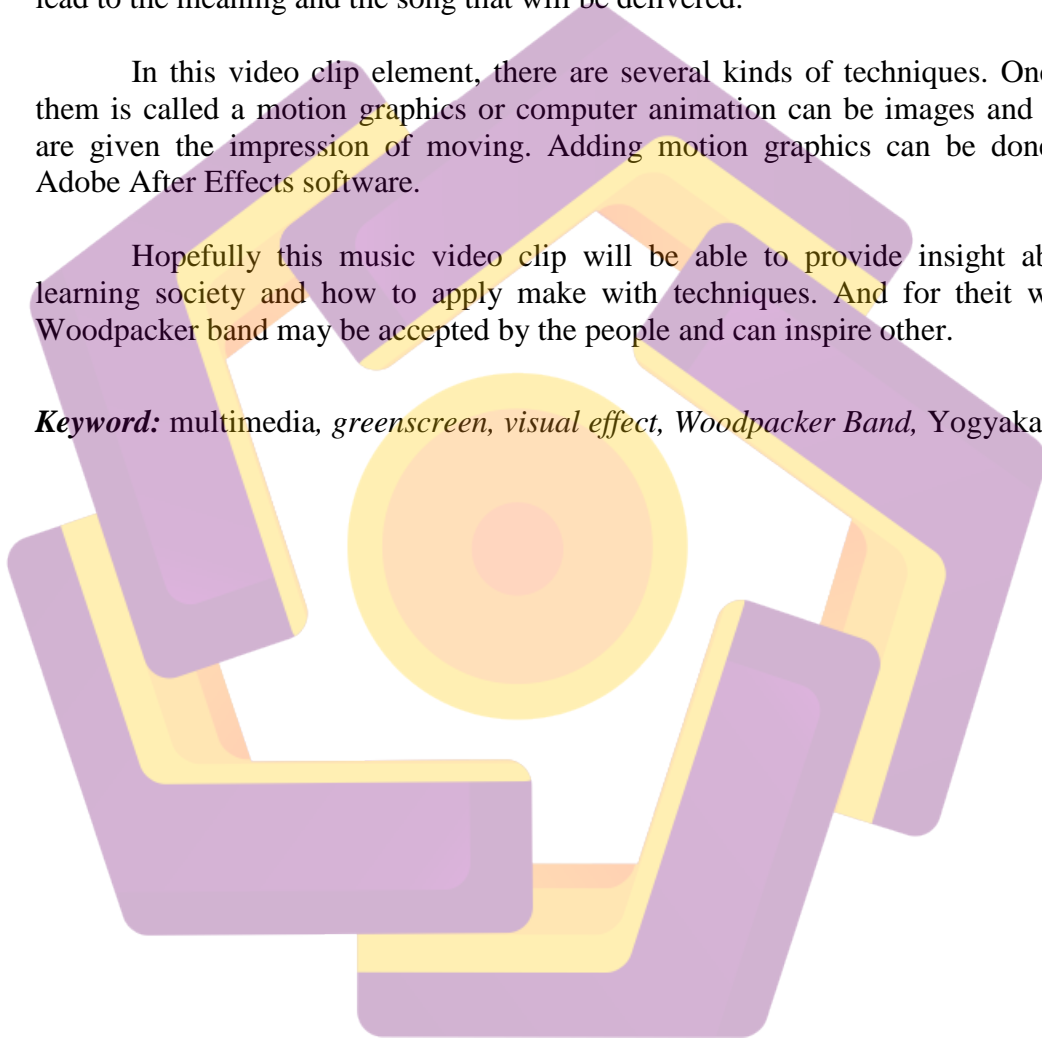 lead to the meaning and the song that will be delivered.
In this video clip element, there are several kinds of techniques. One
them is called a motion graphics or computer animation can be images and
are given the impression of moving. Adding motion graphics can be done
Adobe After Effects software.
Hopefully this music video clip will be able to provide insight ab
learning society and how to apply make with techniques. And for theit w
Woodpacker band may be accepted by the people and can inspire other.
Keyword: multimedia, greenscreen, visual effect, Woodpacker Band, Yogyaka